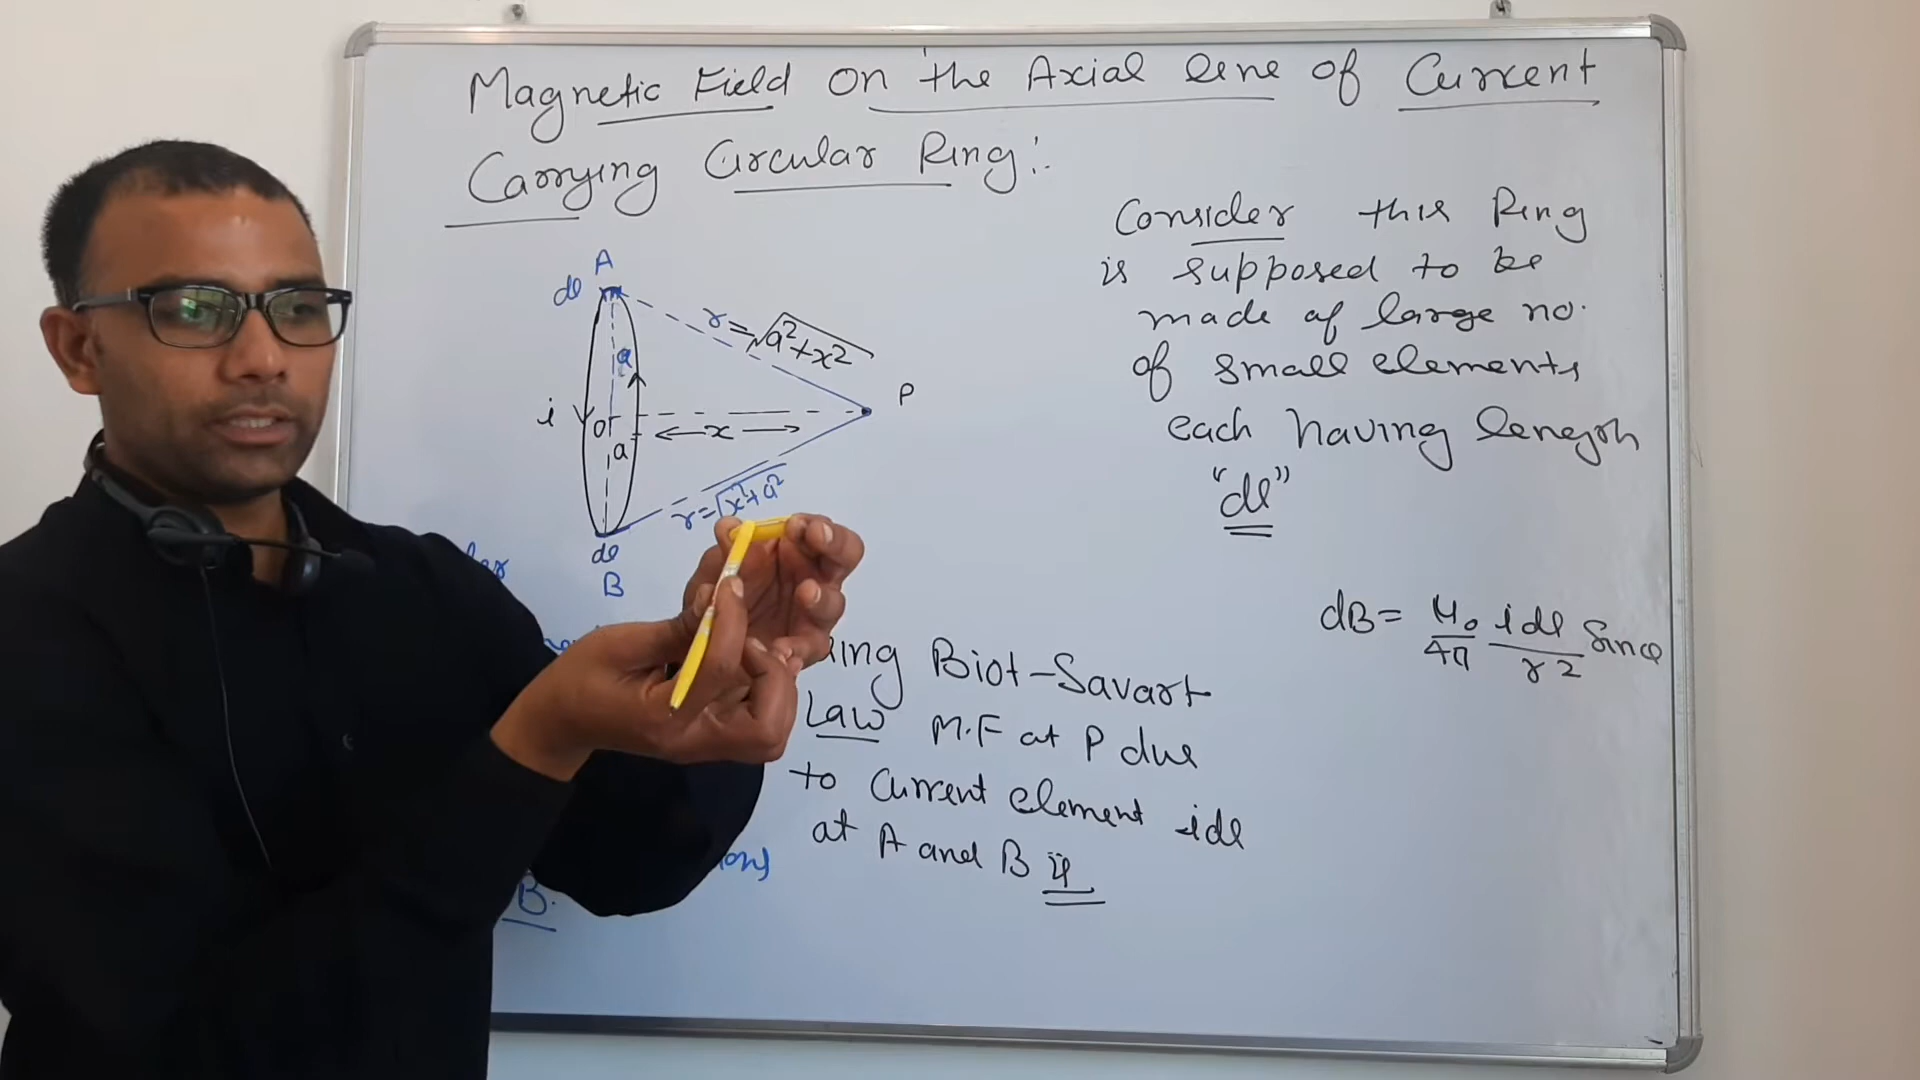 Magnetic Field on the Axial line of Current
Carrying Circular Ring:
Consider this Ring
is supposed to be
made of large no.
of small elements
each having length
"dl"
A
dl
a
r=√a²+x²
P
i
O
a
x
r=√x²+a²
dl
B
dB= μ₀/4π idl/r² Sinθ
Biot-Savart
Law M.F at P due
to current element idl
at A and B is
B.